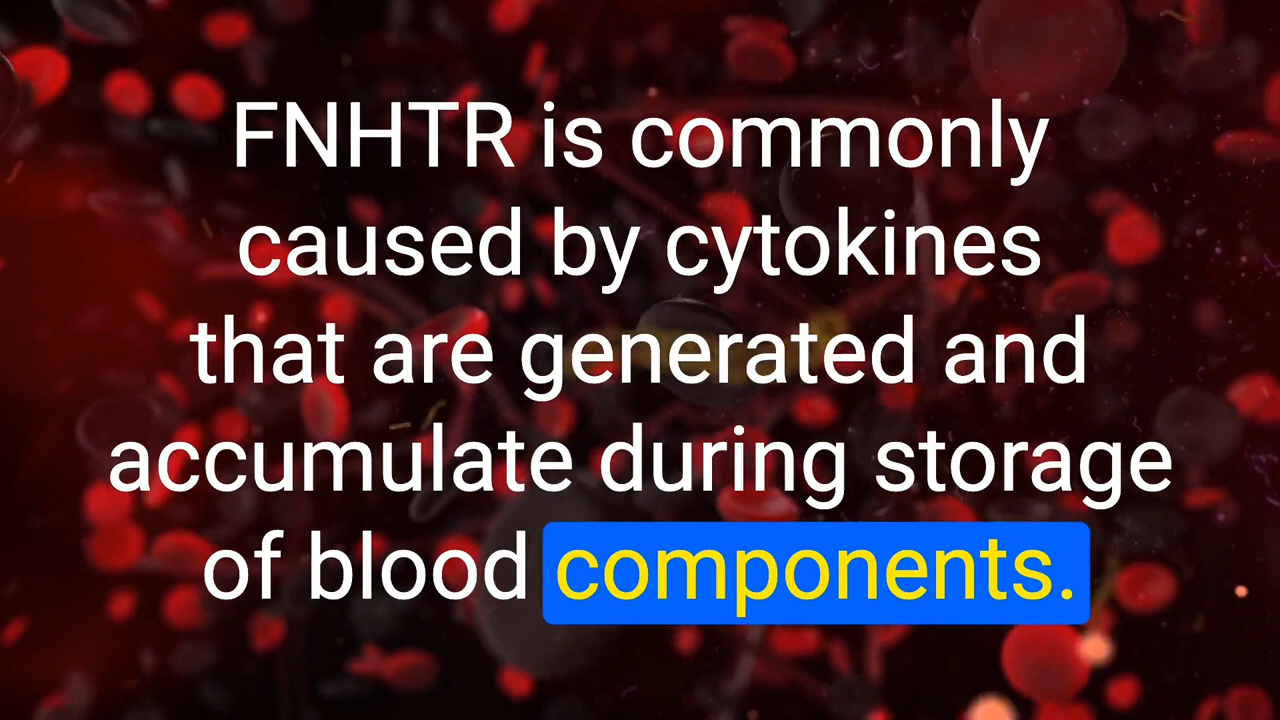 FNHTR is commonly
caused by cytokines
that are generated and
accumulate during storage
of blood components.